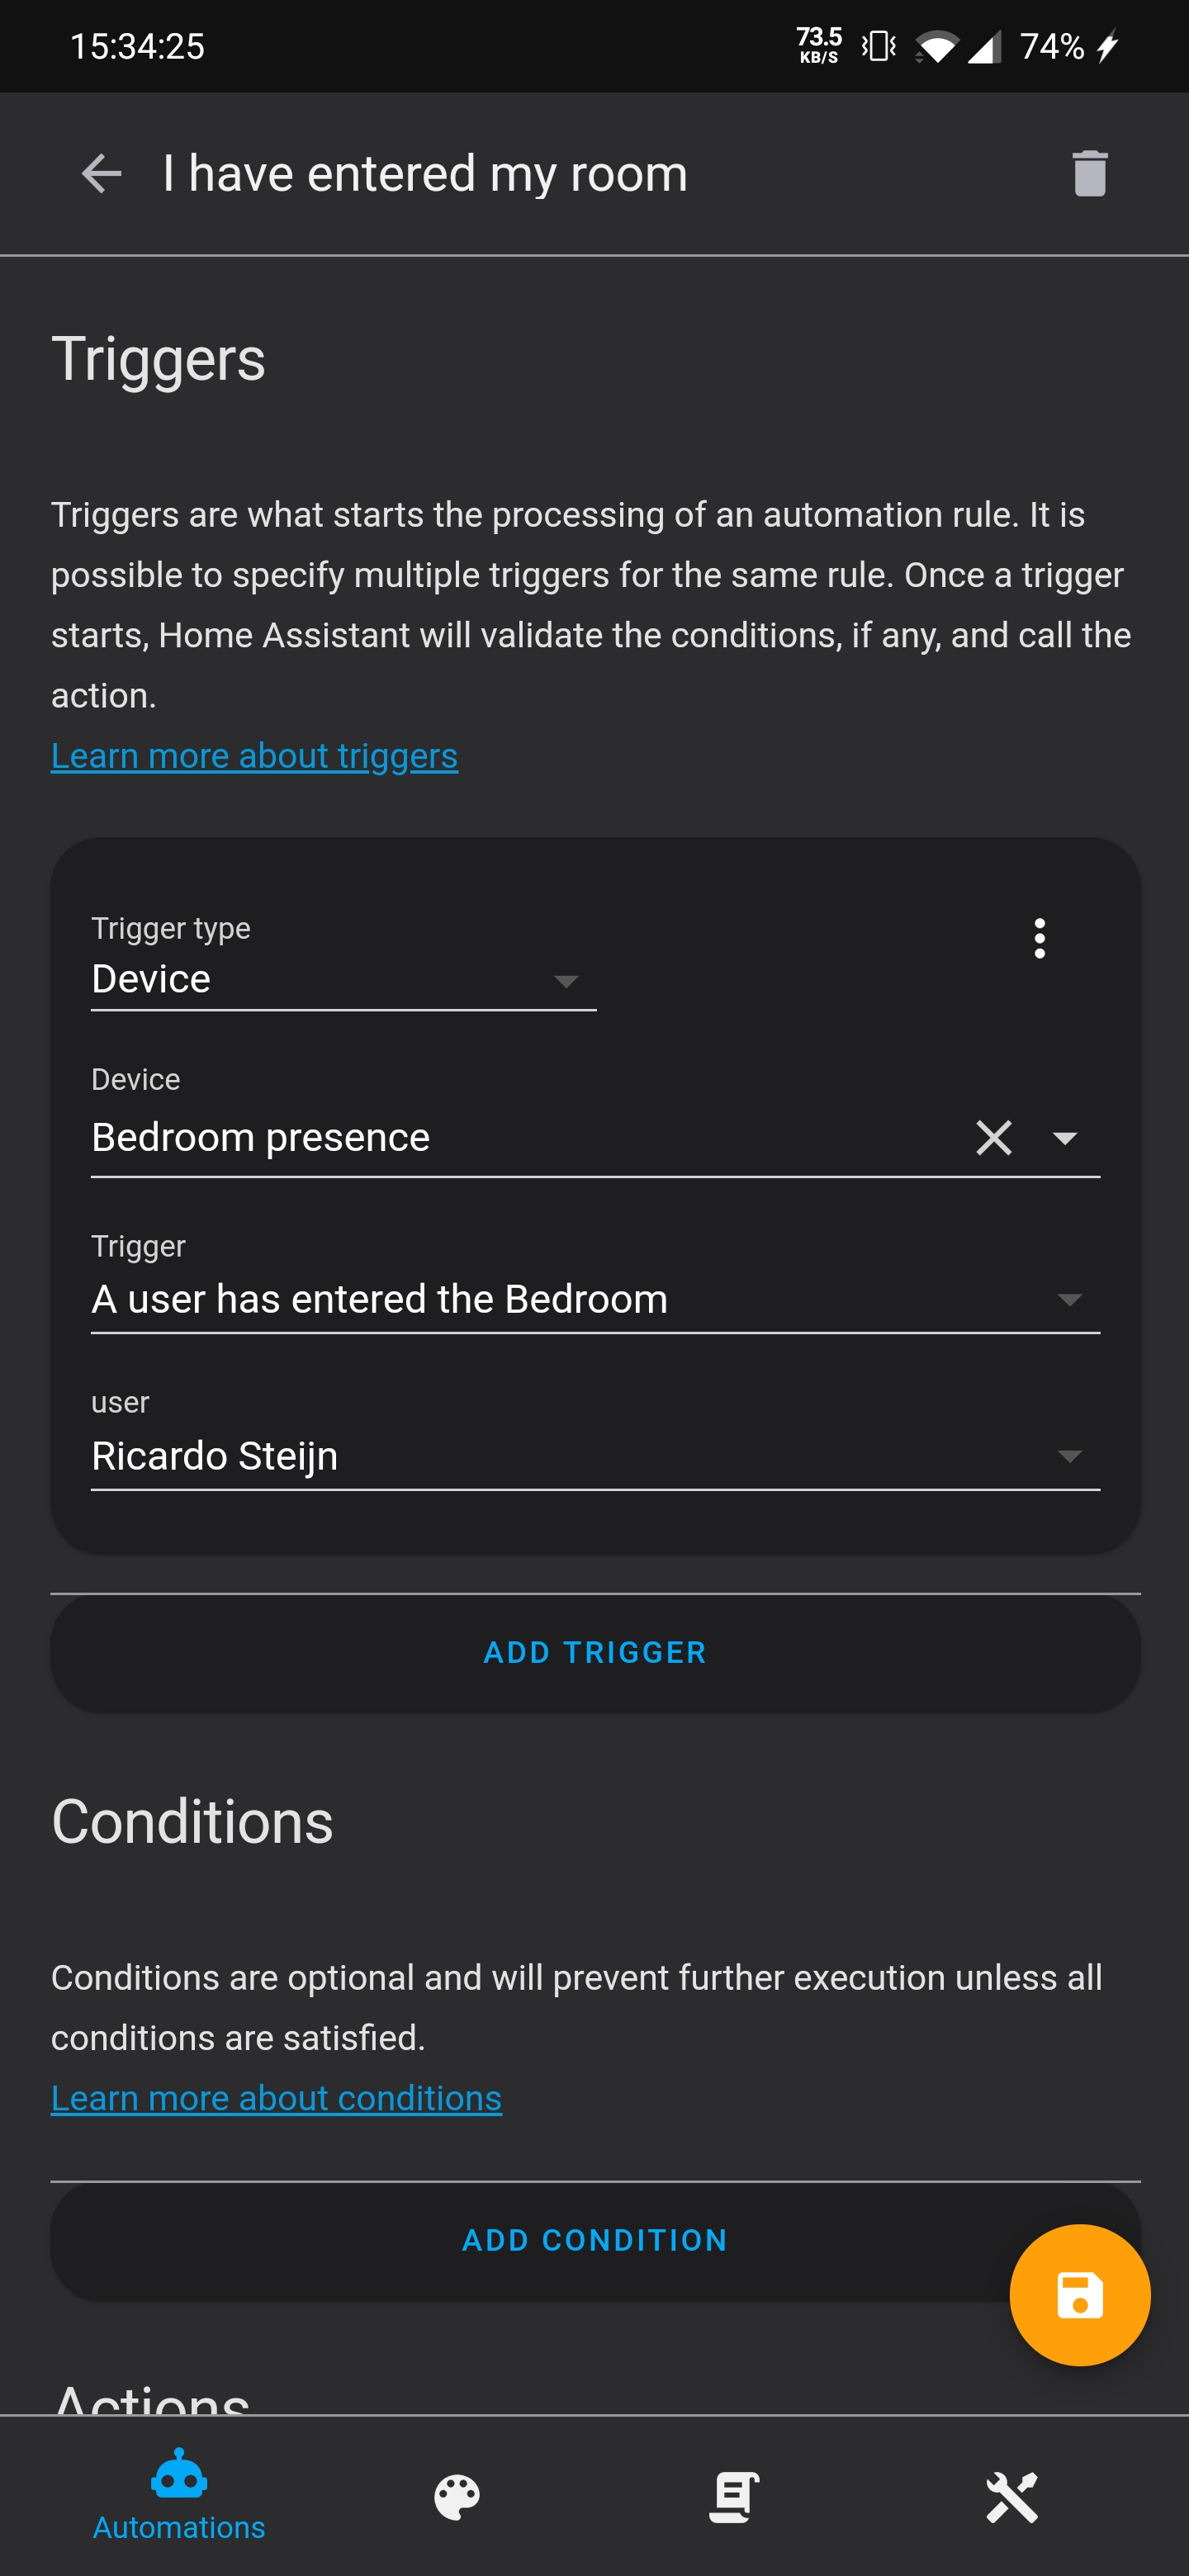 15:34:25
73.5
KB/S
74%
I have entered my room
Triggers
Triggers are what starts the processing of an automation rule. It is
possible to specify multiple triggers for the same rule. Once a trigger
starts, Home Assistant will validate the conditions, if any, and call the
action.
Learn more about triggers
Trigger type
Device
Device
Bedroom presence
Trigger
A user has entered the Bedroom
user
Ricardo Steijn
ADD TRIGGER
Conditions
Conditions are optional and will prevent further execution unless all
conditions are satisfied.
Learn more about conditions
ADD CONDITION
Actions
Automations